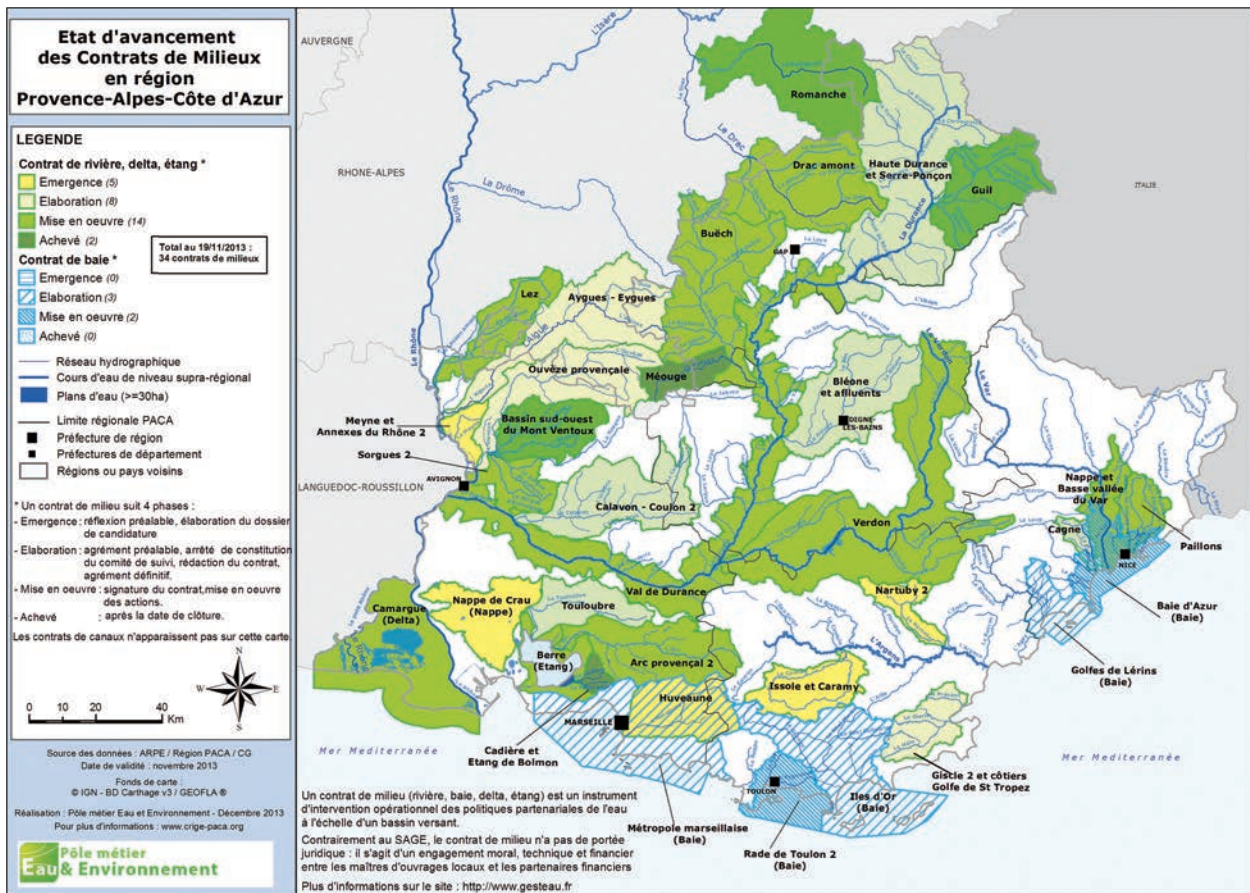 Etat d'avancement
des Contrats de Milieux
en région
Provence-Alpes-Côte d'Azur
LEGENDE
Contrat de rivière, delta, étang *
Emergence (5)
Elaboration (8)
Mise en oeuvre (14)
Achevé (2)
Total au 19/11/2013 :
34 contrats de milieux
Contrat de baie *
Emergence (0)
Elaboration (3)
Mise en oeuvre (2)
Achevé (0)
Réseau hydrographique
Cours d'eau de niveau supra-régional
Plans d'eau (>=30ha)
Limite régionale PACA
Préfecture de région
Préfectures de département
Régions ou pays voisins
* Un contrat de milieu suit 4 phases :
- Emergence : réflexion préalable, élaboration du dossier
de candidature
- Elaboration : agrément préalable, arrêté de constitution
du comité de suivi, rédaction du contrat,
agrément définitif.
- Mise en oeuvre : signature du contrat,mise en oeuvre
des actions.
- Achevé : après la date de clôture.
Les contrats de canaux n'apparaissent pas sur cette carte.
N
W E
S
0 10 20 40
Km
Source des données : ARPE / Région PACA / CG
Date de validité : novembre 2013
Fonds de carte :
© IGN - BD Carthage v3 / GEOFLA ®
Réalisation : Pôle métier Eau et Environnement - Décembre 2013
Pour plus d'informations : www.crige-paca.org
Pôle métier
Eau & Environnement
AUVERGNE
L'Isère
Romanche
Le Drac
RHONE-ALPES
Le Rhône
La Drôme
Drac amont
Haute Durance
et Serre-Ponçon
Guil
ITALIE
La Durance
Buëch
GAP
Lez
Aygues - Eygues
L'Aigue
Le Rhône
Ouvèze provençale
Méouge
Le Verdon
Le Var
Bléone
et affluents
DIGNE-
LES-BAINS
Meyne et
Annexes du Rhône 2
Bassin sud-ouest
du Mont Ventoux
Sorgues 2
AVIGNON
LANGUEDOC-ROUSSILLON
Calavon - Coulon 2
Nappe et
Basse vallée
du Var
Verdon
Cagne
Paillons
NICE
Val de Durance
Nartuby 2
Baie d'Azur
(Baie)
Camargue
(Delta)
Nappe de Crau
(Nappe)
Touloubre
L'Argens
Berre
(Etang)
Arc provençal 2
Golfes de Lérins
(Baie)
Issole et Caramy
Huveaune
MARSEILLE
Mer Mediterranée
Cadière et
Etang de Bolmon
Mer Mediterranée
Giscle 2 et côtiers
Golfe de St Tropez
TOULON
Iles d'Or
(Baie)
Métropole marseillaise
(Baie)
Rade de Toulon 2
(Baie)
Un contrat de milieu (rivière, baie, delta, étang) est un instrument
d'intervention opérationnel des politiques partenariales de l'eau
à l'échelle d'un bassin versant.
Contrairement au SAGE, le contrat de milieu n'a pas de portée
juridique : il s'agit d'un engagement moral, technique et financier
entre les maîtres d'ouvrages locaux et les partenaires financiers
Plus d'informations sur le site : http://www.gesteau.fr